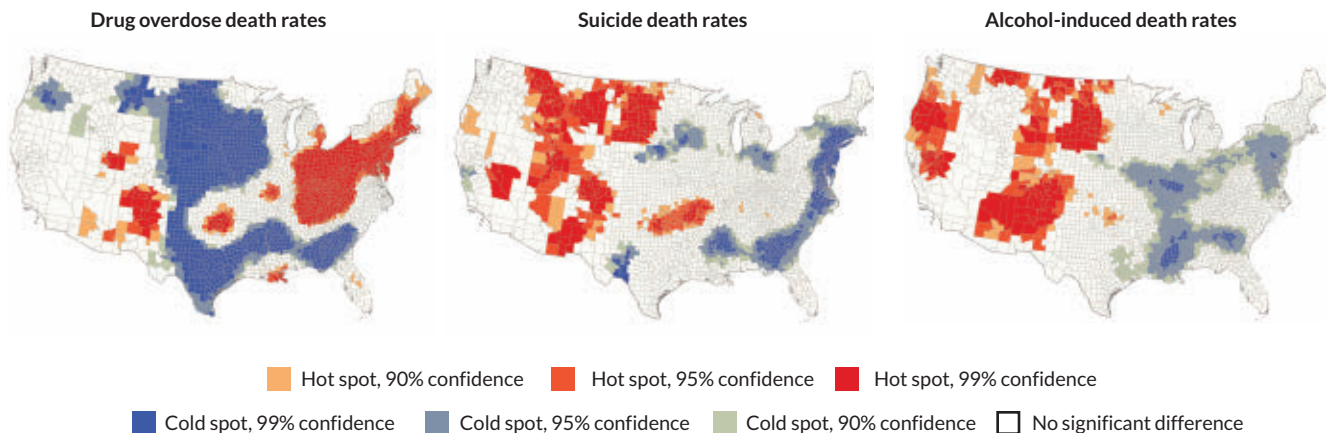 Drug overdose death rates
Suicide death rates
Alcohol-induced death rates
Hot spot, 90% confidence
Hot spot, 95% confidence
Hot spot, 99% confidence
Cold spot, 99% confidence
Cold spot, 95% confidence
Cold spot, 90% confidence
No significant difference